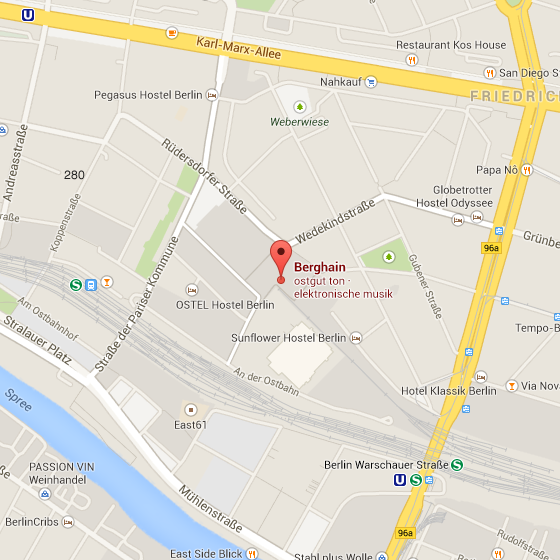 U
Karl-Marx-Allee
Restaurant Kos House
San Diego St
Nahkauf
Pegasus Hostel Berlin
FRIEDRIC
Weberwiese
Andreasstraße
Rüdersdorfer Straße
280
Papa Nô
Globetrotter
Hostel Odyssee
Koppenstraße
raße
Wedekindstraße
96a
Grünbe
Straße der Pariser Kommune
Berghain
ostgut ton ·
elektronische musik
Gubener Straße
S
OSTEL Hostel Berlin
Am Ostbahnhof
Stralauer Platz
Tempo-B
Sunflower Hostel Berlin
An der Ostbahn
Hotel Klassik Berlin
Via Nov
Spree
East61
PASSION VIN
Weinhandel
Berlin Warschauer Straße S
U S
Mühlenstraße
BerlinCribs
96a
Rudolfstraße
East Side Blick
Stahl plus Wolle